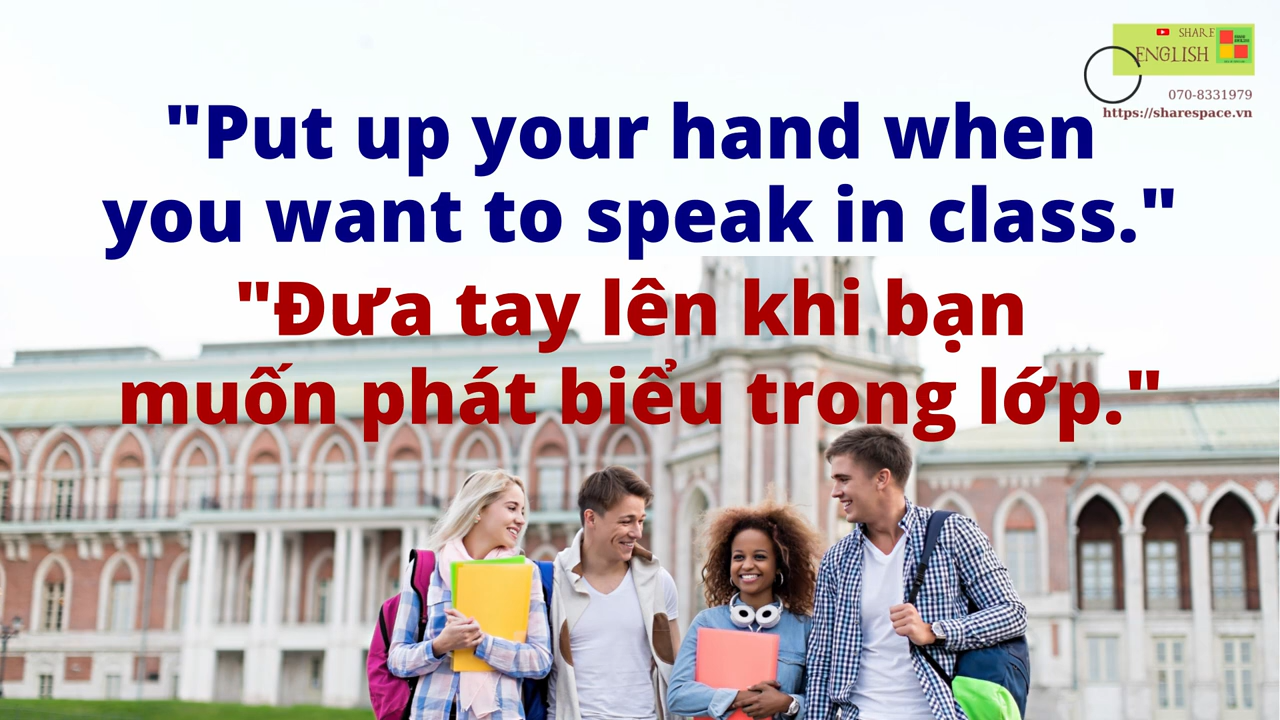 SHARE
ENGLISH
070-8331979
https://sharespace.vn
"Put up your hand when
you want to speak in class."
"Đưa tay lên khi bạn
muốn phát biểu trong lớp."